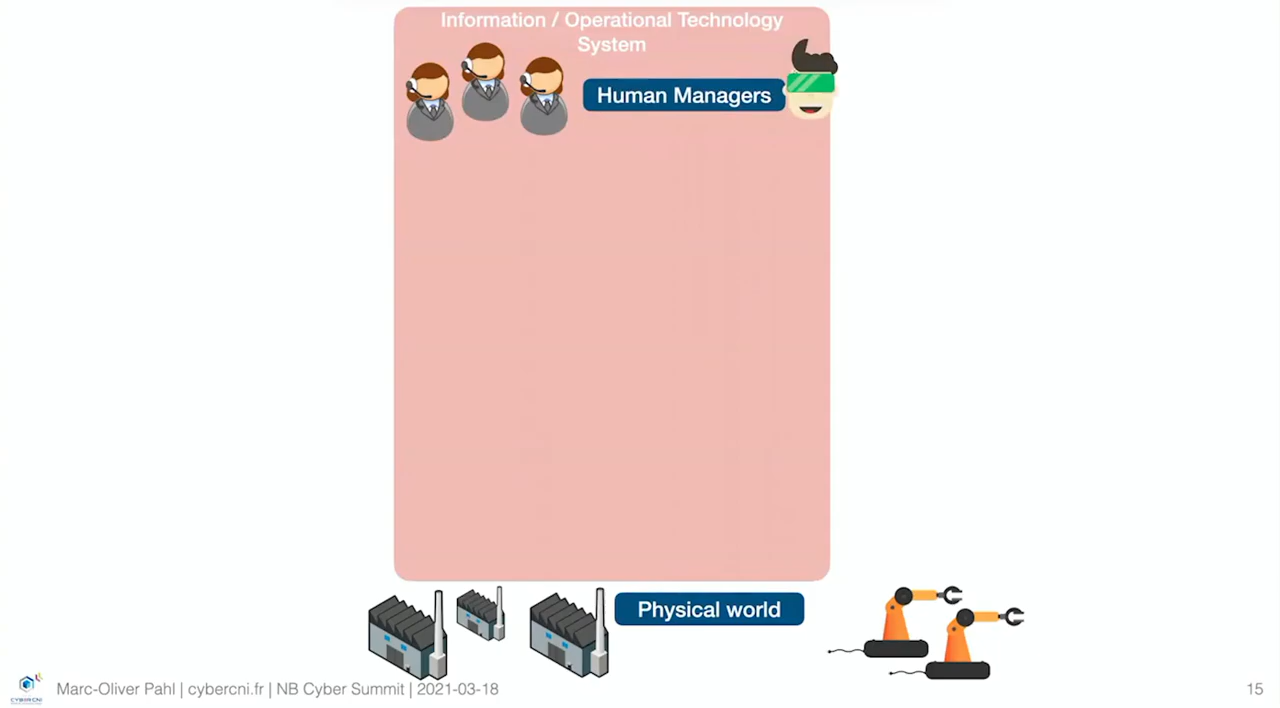 Information / Operational Technology
System
Human Managers
Physical world
CYBERCNI
Marc-Oliver Pahl | cybercni.fr | NB Cyber Summit | 2021-03-18
15